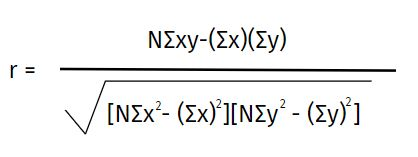 NΣxy-(Σx)(Σy)
r =
√[NΣx²- (Σx)²][NΣy² - (Σy)²]